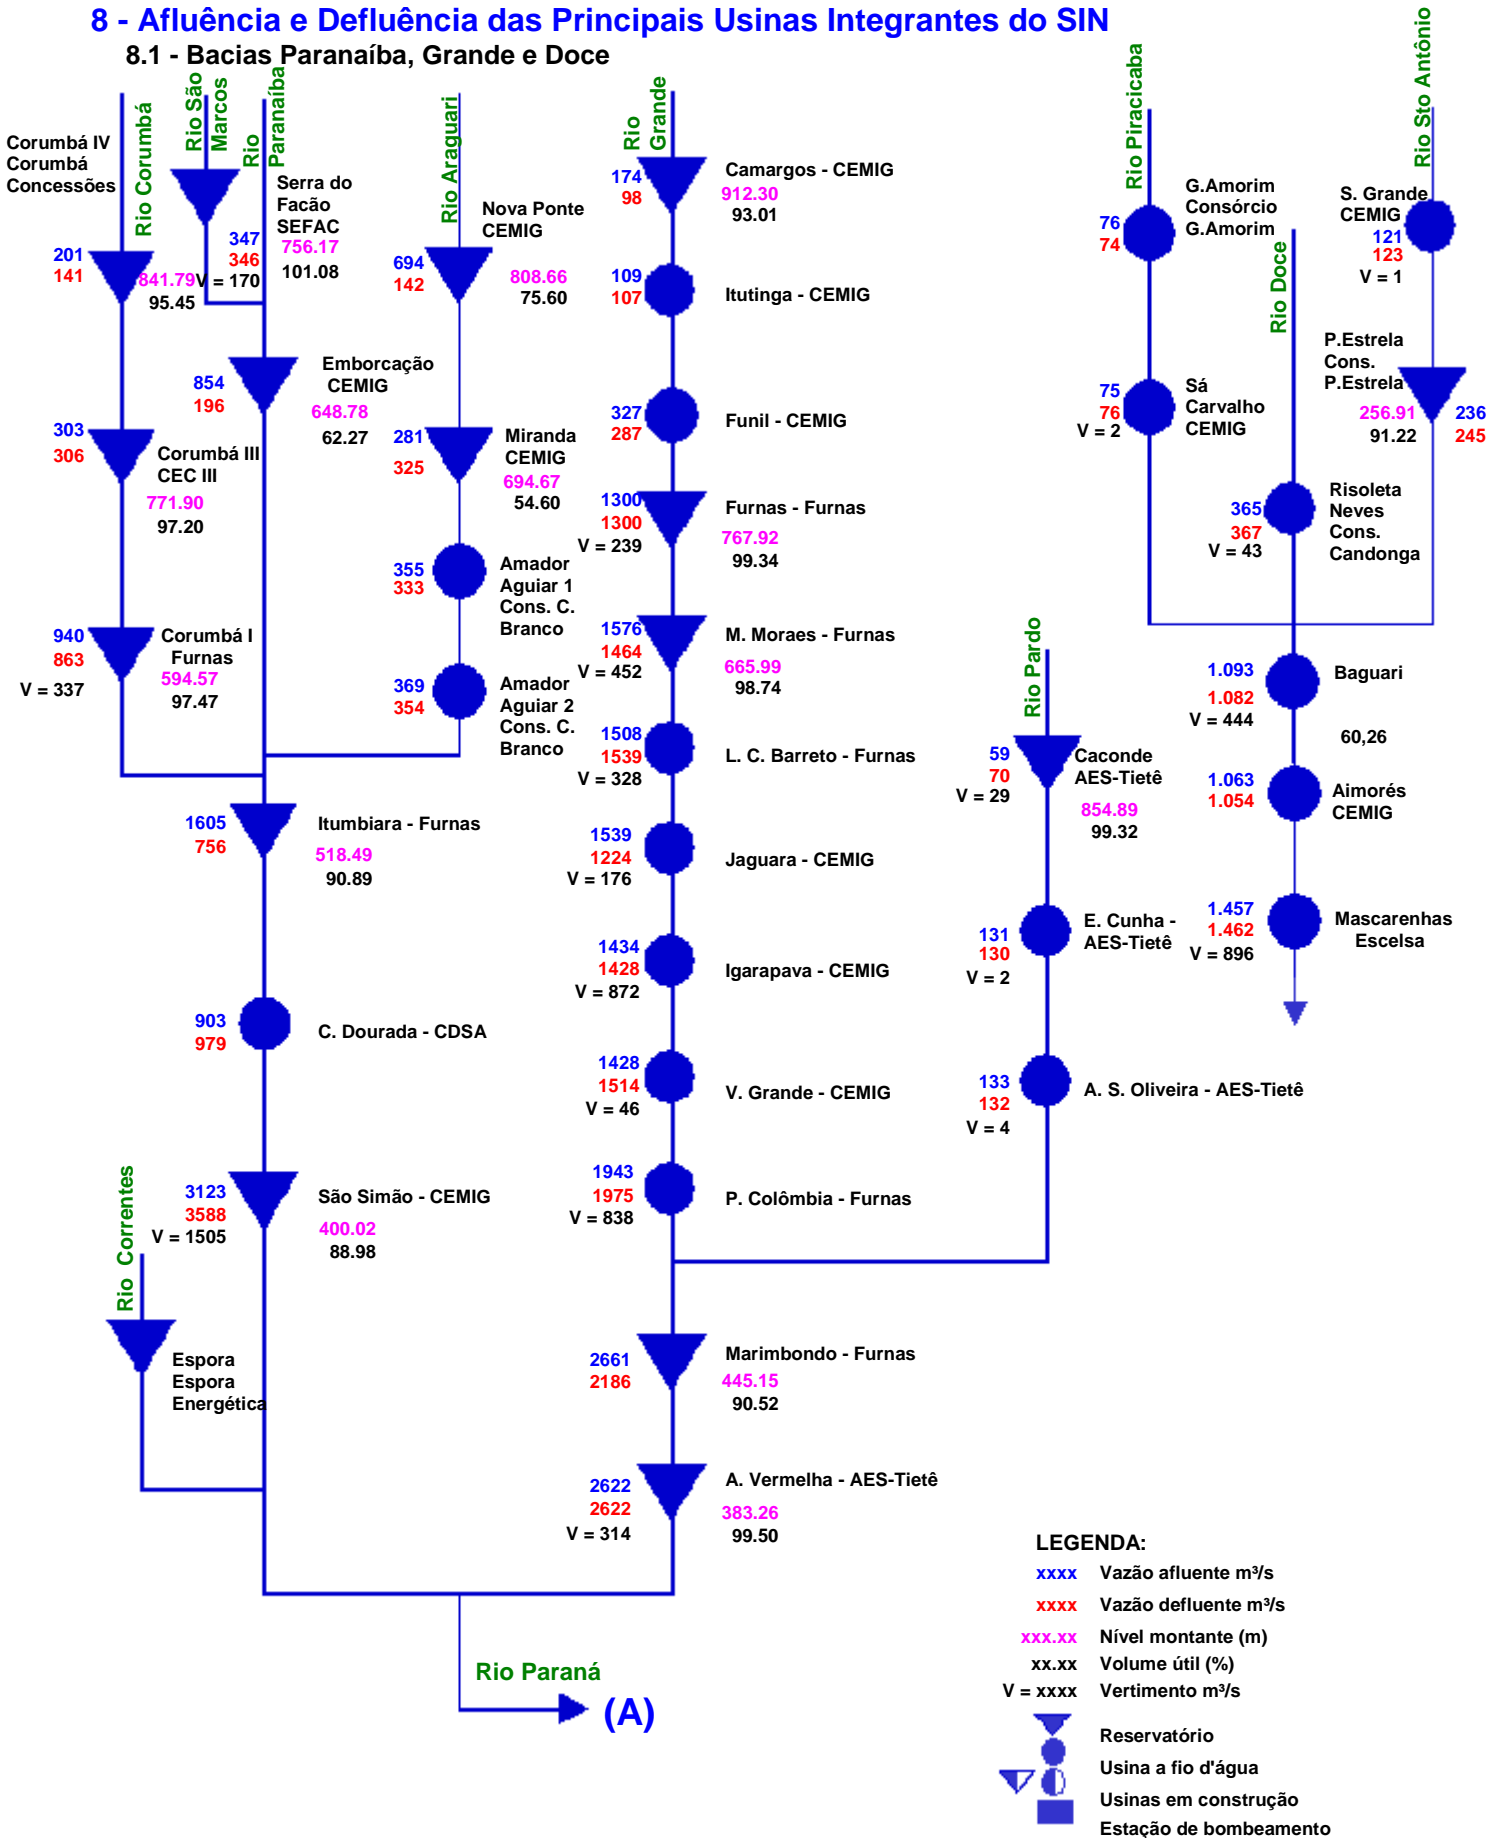 8 - Afluência e Defluência das Principais Usinas Integrantes do SIN
8.1 - Bacias Paranaíba, Grande e Doce
Corumbá IV
Corumbá
Concessões
Rio Corumbá
201
141
841.79
95.45
303
306
Corumbá III
CEC III
771.90
97.20
940
863
V = 337
Corumbá I
Furnas
594.57
97.47
Rio São
Marcos
Rio
Paranaíba
Serra do
Facão
SEFAC
347
346
V = 170
756.17
101.08
854
196
Emborcação
CEMIG
648.78
62.27
Rio Araguari
Nova Ponte
CEMIG
694
142
808.66
75.60
281
325
Miranda
CEMIG
694.67
54.60
355
333
Amador
Aguiar 1
Cons. C.
Branco
369
354
Amador
Aguiar 2
Cons. C.
Branco
1605
756
Itumbiara - Furnas
518.49
90.89
903
979
C. Dourada - CDSA
3123
3588
V = 1505
São Simão - CEMIG
400.02
88.98
Rio Correntes
Espora
Espora
Energética
Rio
Grande
174
98
Camargos - CEMIG
912.30
93.01
109
107
Itutinga - CEMIG
327
287
Funil - CEMIG
1300
1300
V = 239
Furnas - Furnas
767.92
99.34
1576
1464
V = 452
M. Moraes - Furnas
665.99
98.74
1508
1539
V = 328
L. C. Barreto - Furnas
1539
1224
V = 176
Jaguara - CEMIG
1434
1428
V = 872
Igarapava - CEMIG
1428
1514
V = 46
V. Grande - CEMIG
1943
1975
V = 838
P. Colômbia - Furnas
2661
2186
Marimbondo - Furnas
445.15
90.52
2622
2622
V = 314
A. Vermelha - AES-Tietê
383.26
99.50
Rio Pardo
59
70
V = 29
Caconde
AES-Tietê
854.89
99.32
131
130
V = 2
E. Cunha -
AES-Tietê
133
132
V = 4
A. S. Oliveira - AES-Tietê
Rio Piracicaba
76
74
G.Amorim
Consórcio
G.Amorim
75
76
V = 2
Sá
Carvalho
CEMIG
Rio Doce
365
367
V = 43
Risoleta
Neves
Cons.
Candonga
Rio Sto Antônio
S. Grande
CEMIG
121
123
V = 1
P.Estrela
Cons.
P.Estrela
256.91
91.22
236
245
1.093
1.082
V = 444
Baguari
60,26
1.063
1.054
Aimorés
CEMIG
1.457
1.462
V = 896
Mascarenhas
Escelsa
Rio Paraná
(A)
LEGENDA:
xxxx Vazão afluente m³/s
xxxx Vazão defluente m³/s
xxx.xx Nível montante (m)
xx.xx Volume útil (%)
V = xxxx Vertimento m³/s
Reservatório
Usina a fio d'água
Usinas em construção
Estação de bombeamento